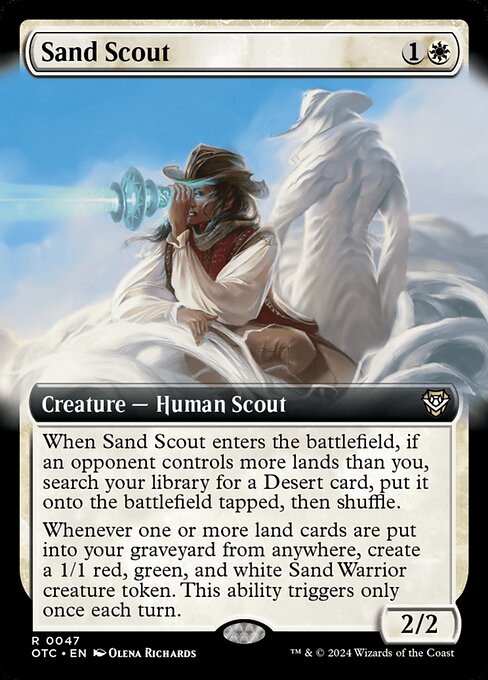 Sand Scout 1
Creature — Human Scout
When Sand Scout enters the battlefield, if
an opponent controls more lands than you,
search your library for a Desert card, put it
onto the battlefield tapped, then shuffle.
Whenever one or more land cards are put
into your graveyard from anywhere, create
a 1/1 red, green, and white Sand Warrior
creature token. This ability triggers only
once each turn.
2/2
R 0047
OTC • EN Olena Richards
™ & © 2024 Wizards of the Coast